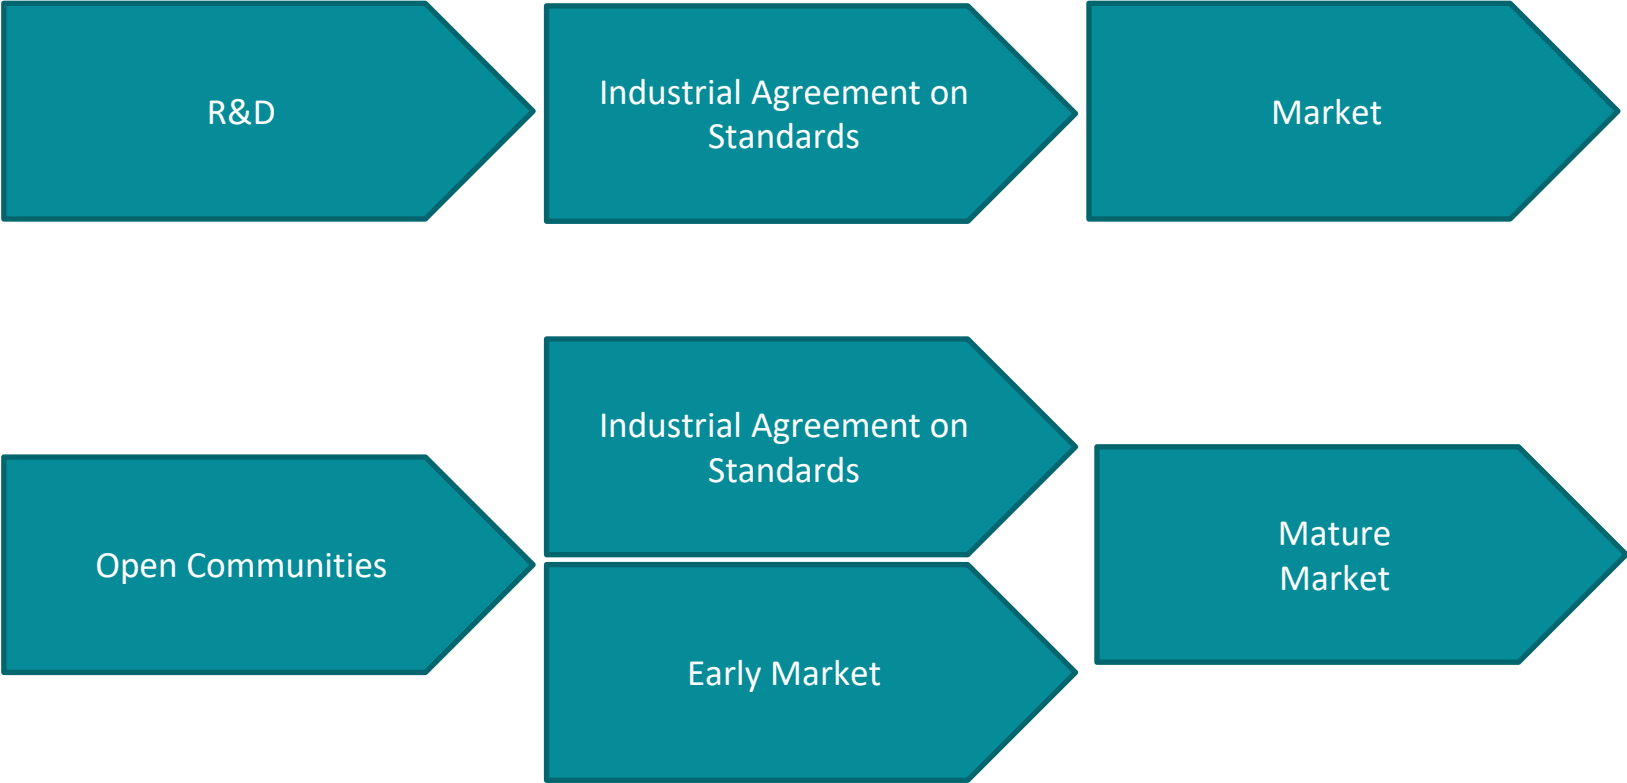 R&D
Industrial Agreement on
Standards
Market
Open Communities
Industrial Agreement on
Standards
Early Market
Mature
Market